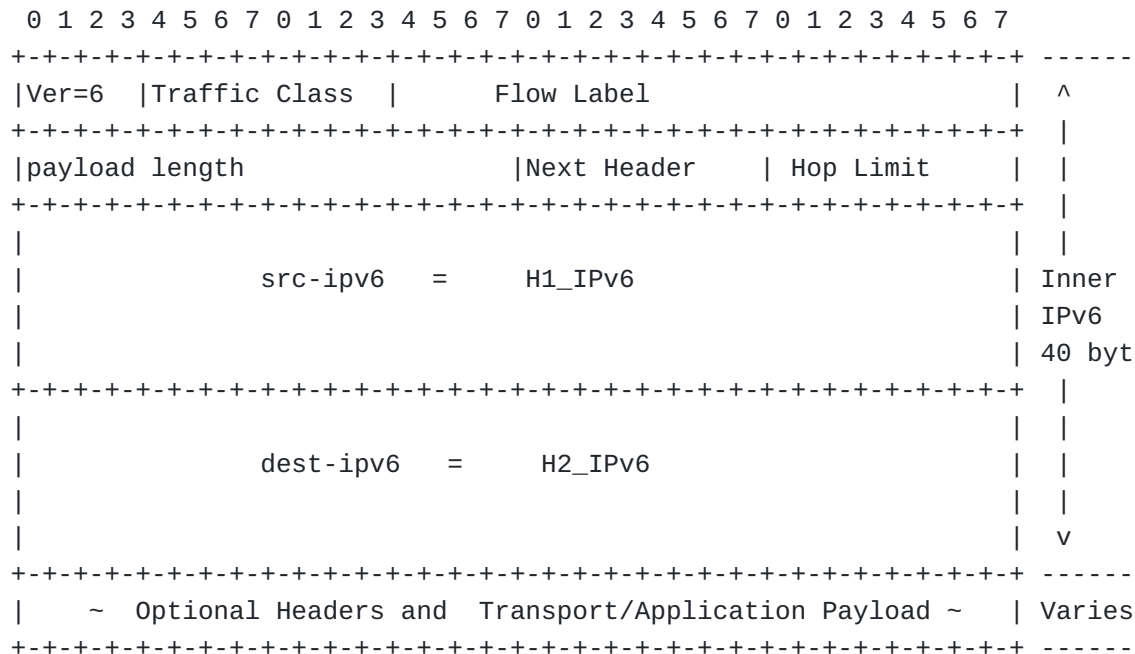 0 1 2 3 4 5 6 7 0 1 2 3 4 5 6 7 0 1 2 3 4 5 6 7 0 1 2 3 4 5 6 7
+-+-+-+-+-+-+-+-+-+-+-+-+-+-+-+-+-+-+-+-+-+-+-+-+-+-+-+-+-+-+-+-+ ------
|Ver=6  |Traffic Class  |      Flow Label                       |  ^
+-+-+-+-+-+-+-+-+-+-+-+-+-+-+-+-+-+-+-+-+-+-+-+-+-+-+-+-+-+-+-+-+  |
|payload length                 |Next Header    | Hop Limit     |  |
+-+-+-+-+-+-+-+-+-+-+-+-+-+-+-+-+-+-+-+-+-+-+-+-+-+-+-+-+-+-+-+-+  |
|                                                               |  |
|               src-ipv6   =     H1_IPv6                        | Inner
|                                                               | IPv6
|                                                               | 40 byt
+-+-+-+-+-+-+-+-+-+-+-+-+-+-+-+-+-+-+-+-+-+-+-+-+-+-+-+-+-+-+-+-+  |
|                                                               |  |
|               dest-ipv6   =     H2_IPv6                       |  |
|                                                               |  |
|                                                               |  v
+-+-+-+-+-+-+-+-+-+-+-+-+-+-+-+-+-+-+-+-+-+-+-+-+-+-+-+-+-+-+-+-+ ------
|    ~  Optional Headers and  Transport/Application Payload ~   | Varies
+-+-+-+-+-+-+-+-+-+-+-+-+-+-+-+-+-+-+-+-+-+-+-+-+-+-+-+-+-+-+-+-+ ------